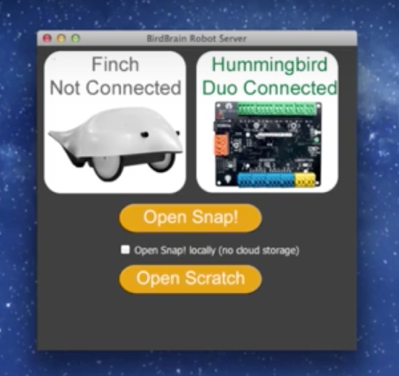 BirdBrain Robot Server
Finch
Not Connected
Hummingbird
Duo Connected
Open Snap!
Open Snap! locally (no cloud storage)
Open Scratch